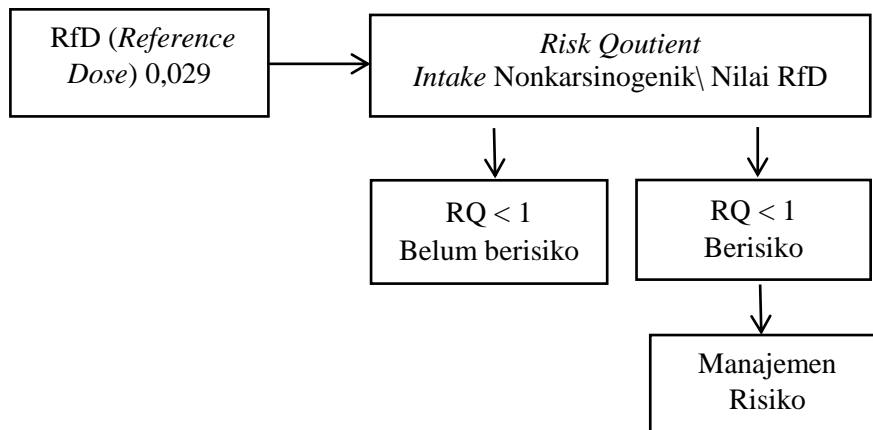 RfD (Reference
Dose) 0,029
Risk Qoutient
Intake Nonkarsinogenik\ Nilai RfD
RQ < 1
Belum berisiko
RQ < 1
Berisiko
Manajemen
Risiko